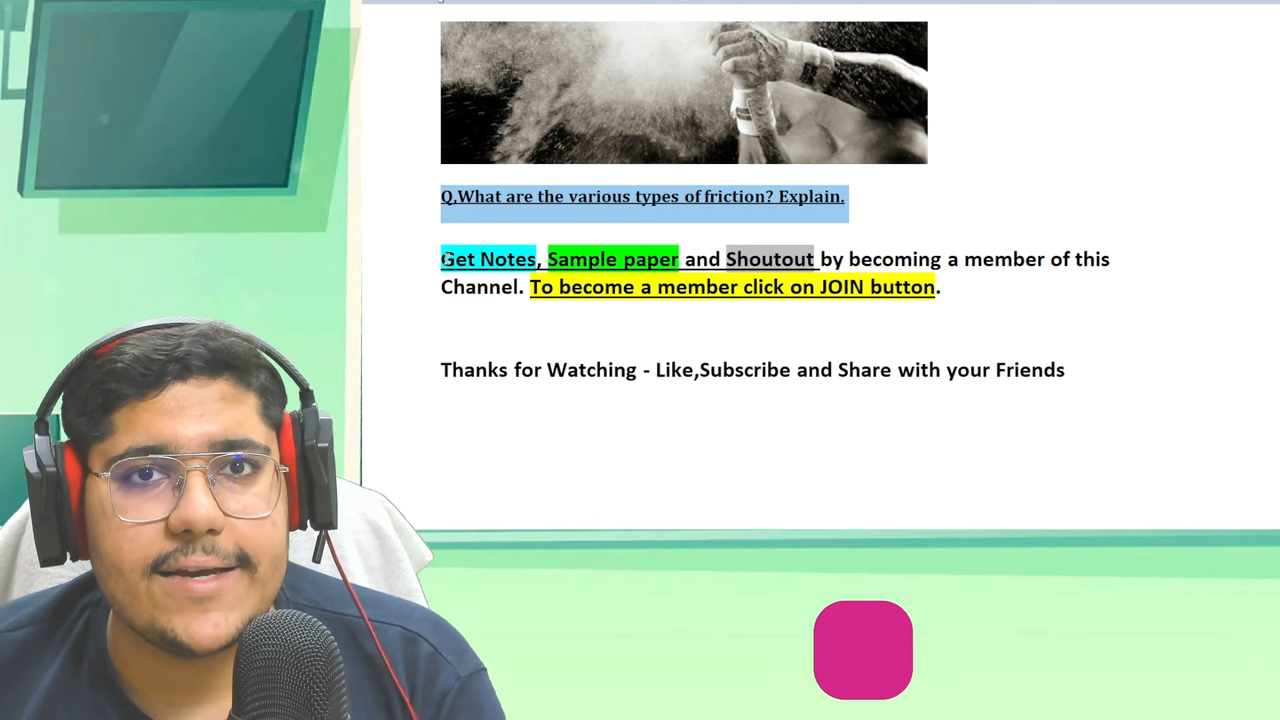 Q,What are the various types of friction? Explain.
Get Notes, Sample paper and Shoutout by becoming a member of this
Channel. To become a member click on JOIN button.
Thanks for Watching - Like,Subscribe and Share with your Friends